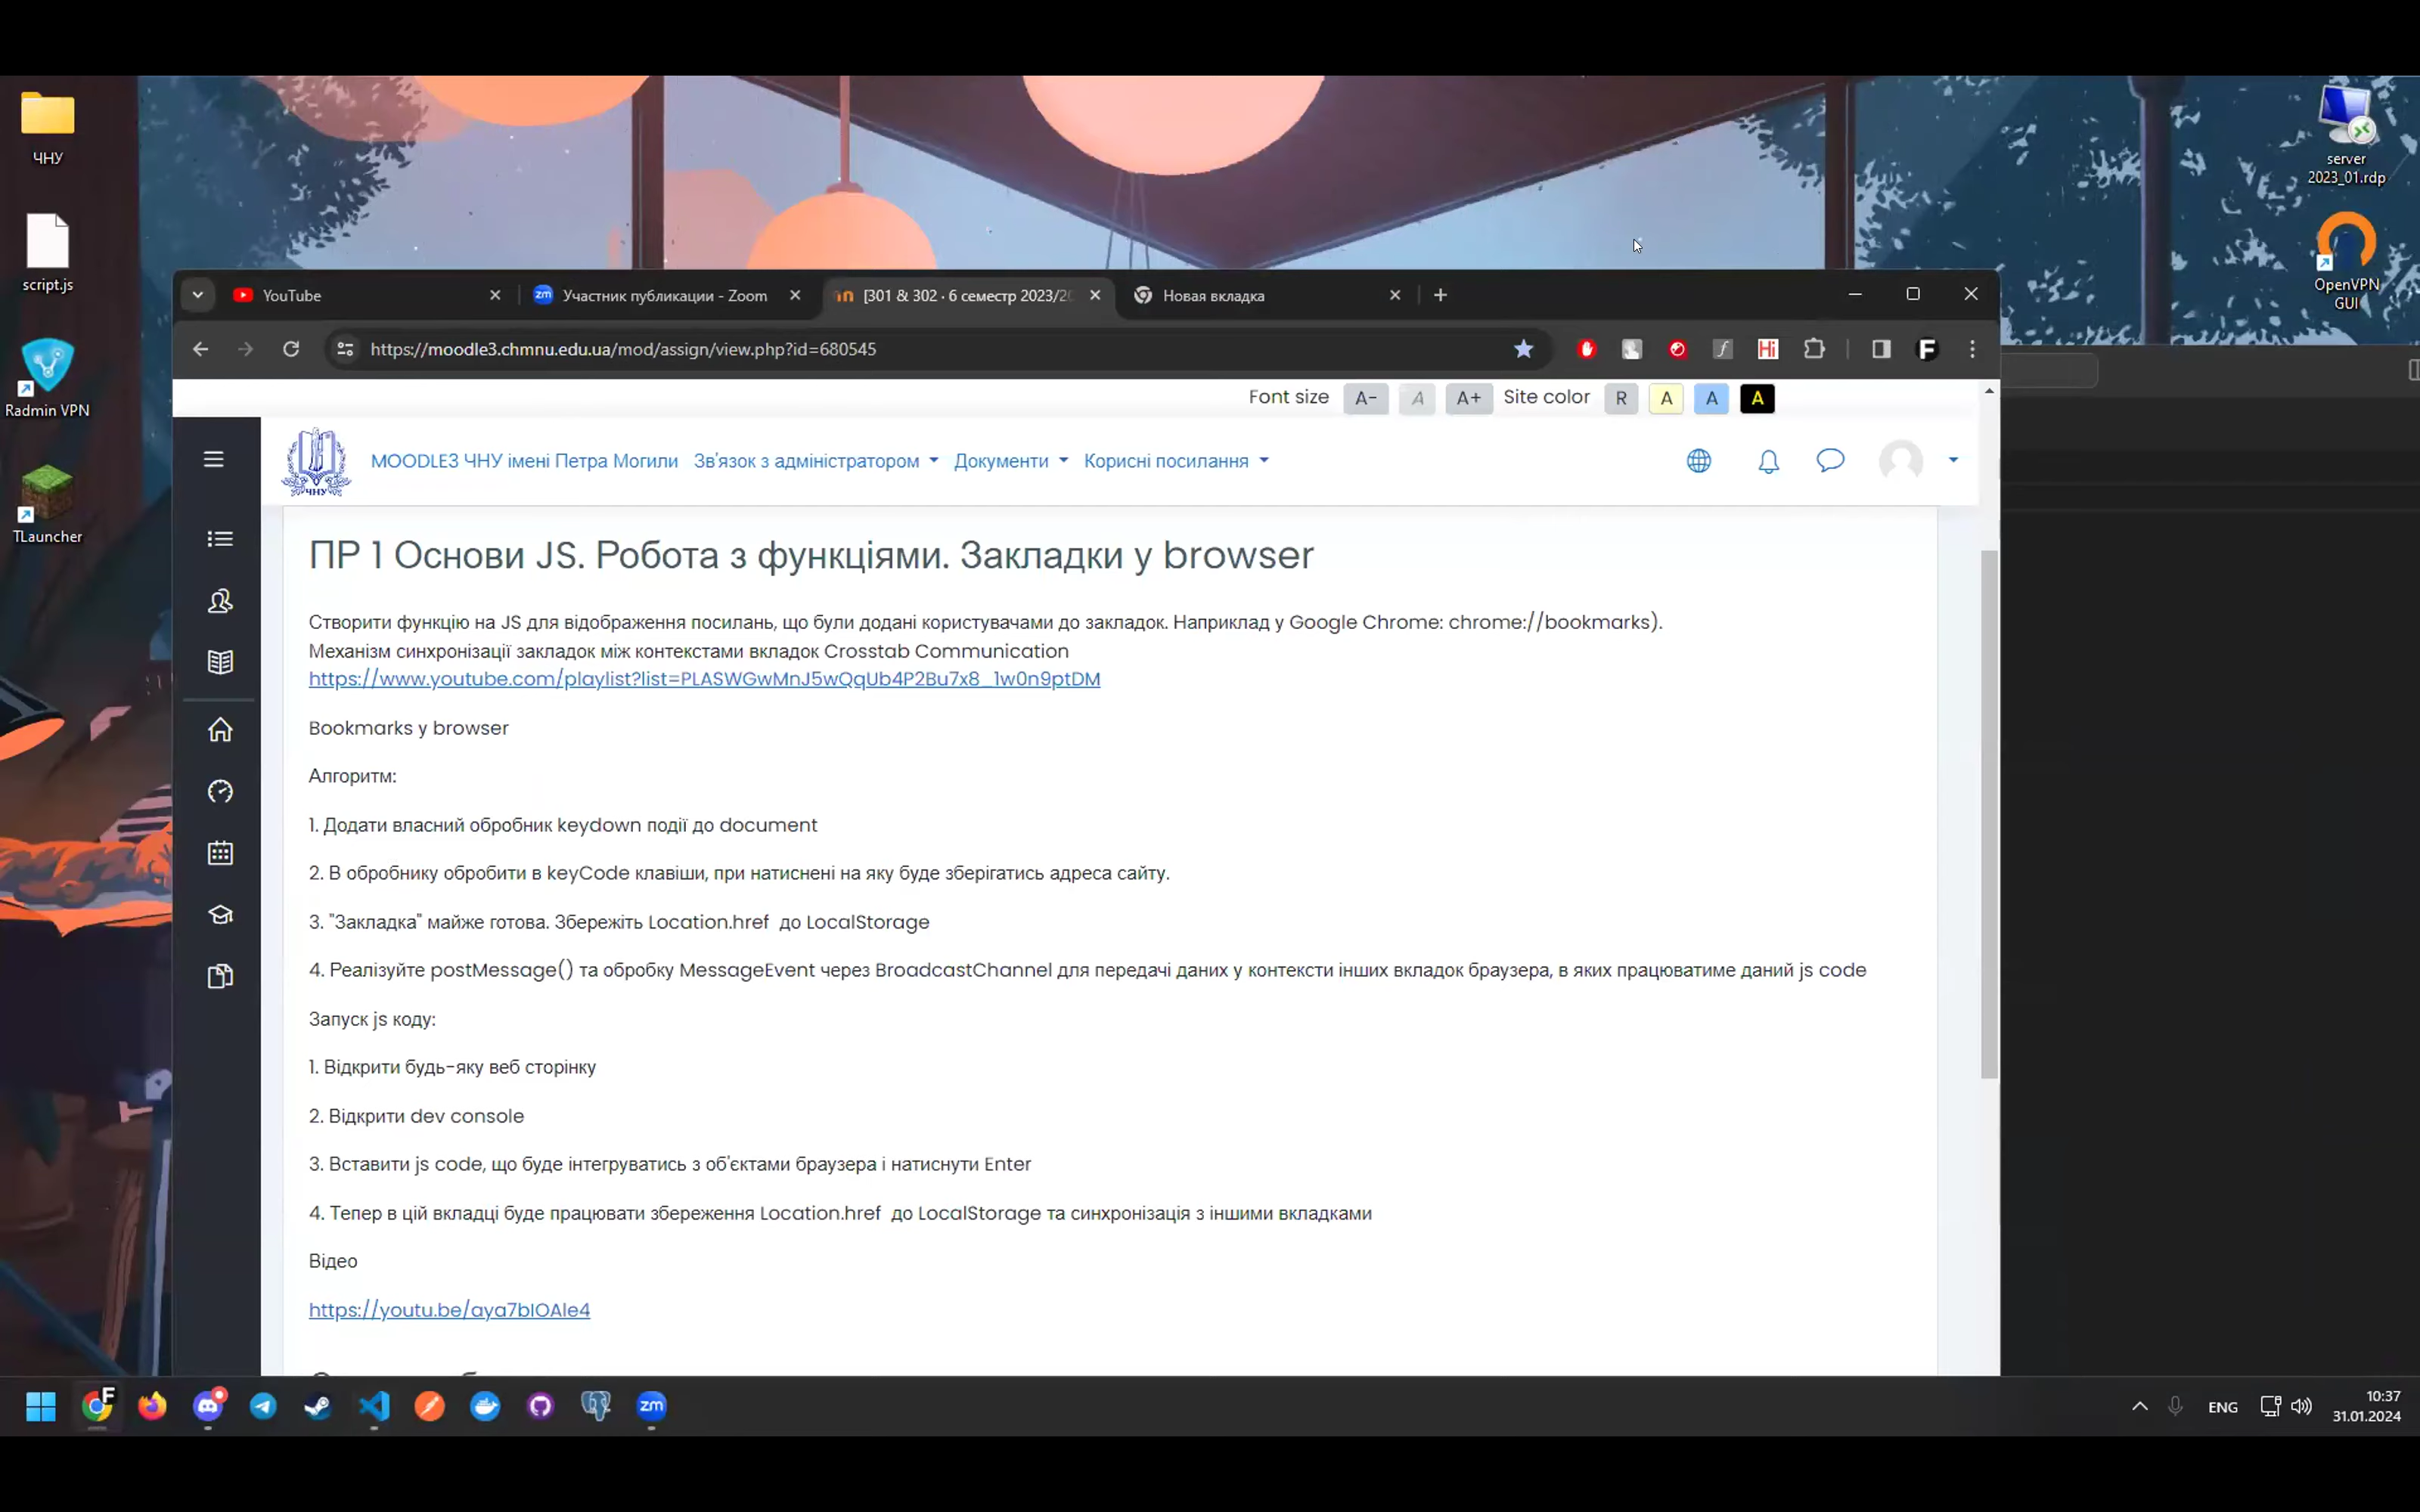 ЧНУ
script.js
Radmin VPN
TLauncher
server
2023_01.rdp
OpenVPN
GUI
YouTube
Участник публикации - Zoom
[301 & 302 · 6 семестр 2023/20
Новая вкладка
https://moodle3.chmnu.edu.ua/mod/assign/view.php?id=680545
Hi
F
Font size A- A A+ Site color R A A A
ЧНУ
MOODLE3 ЧНУ імені Петра Могили Зв'язок з адміністратором Документи Корисні посилання
ПР 1 Основи JS. Робота з функціями. Закладки у browser
Створити функцію на JS для відображення посилань, що були додані користувачами до закладок. Наприклад у Google Chrome: chrome://bookmarks).
Механізм синхронізації закладок між контекстами вкладок Crosstab Communication
https://www.youtube.com/playlist?list=PLASWGwMnJ5wQqUb4P2Bu7x8_1w0n9ptDM
Bookmarks у browser
Алгоритм:
1. Додати власний обробник keydown події до document
2. В обробнику обробити в keyCode клавіши, при натиснені на яку буде зберігатись адреса сайту.
3. "Закладка" майже готова. Збережіть Location.href до LocalStorage
4. Реалізуйте postMessage() та обробку MessageEvent через BroadcastChannel для передачі даних у контексти інших вкладок браузера, в яких працюватиме даний js code
Запуск js коду:
1. Відкрити будь-яку веб сторінку
2. Відкрити dev console
3. Вставити js code, що буде інтегруватись з об'єктами браузера і натиснути Enter
4. Тепер в цій вкладці буде працювати збереження Location.href до LocalStorage та синхронізація з іншими вкладками
Відео
https://youtu.be/aya7bIOAle4
F
zm
ENG
10:37
31.01.2024